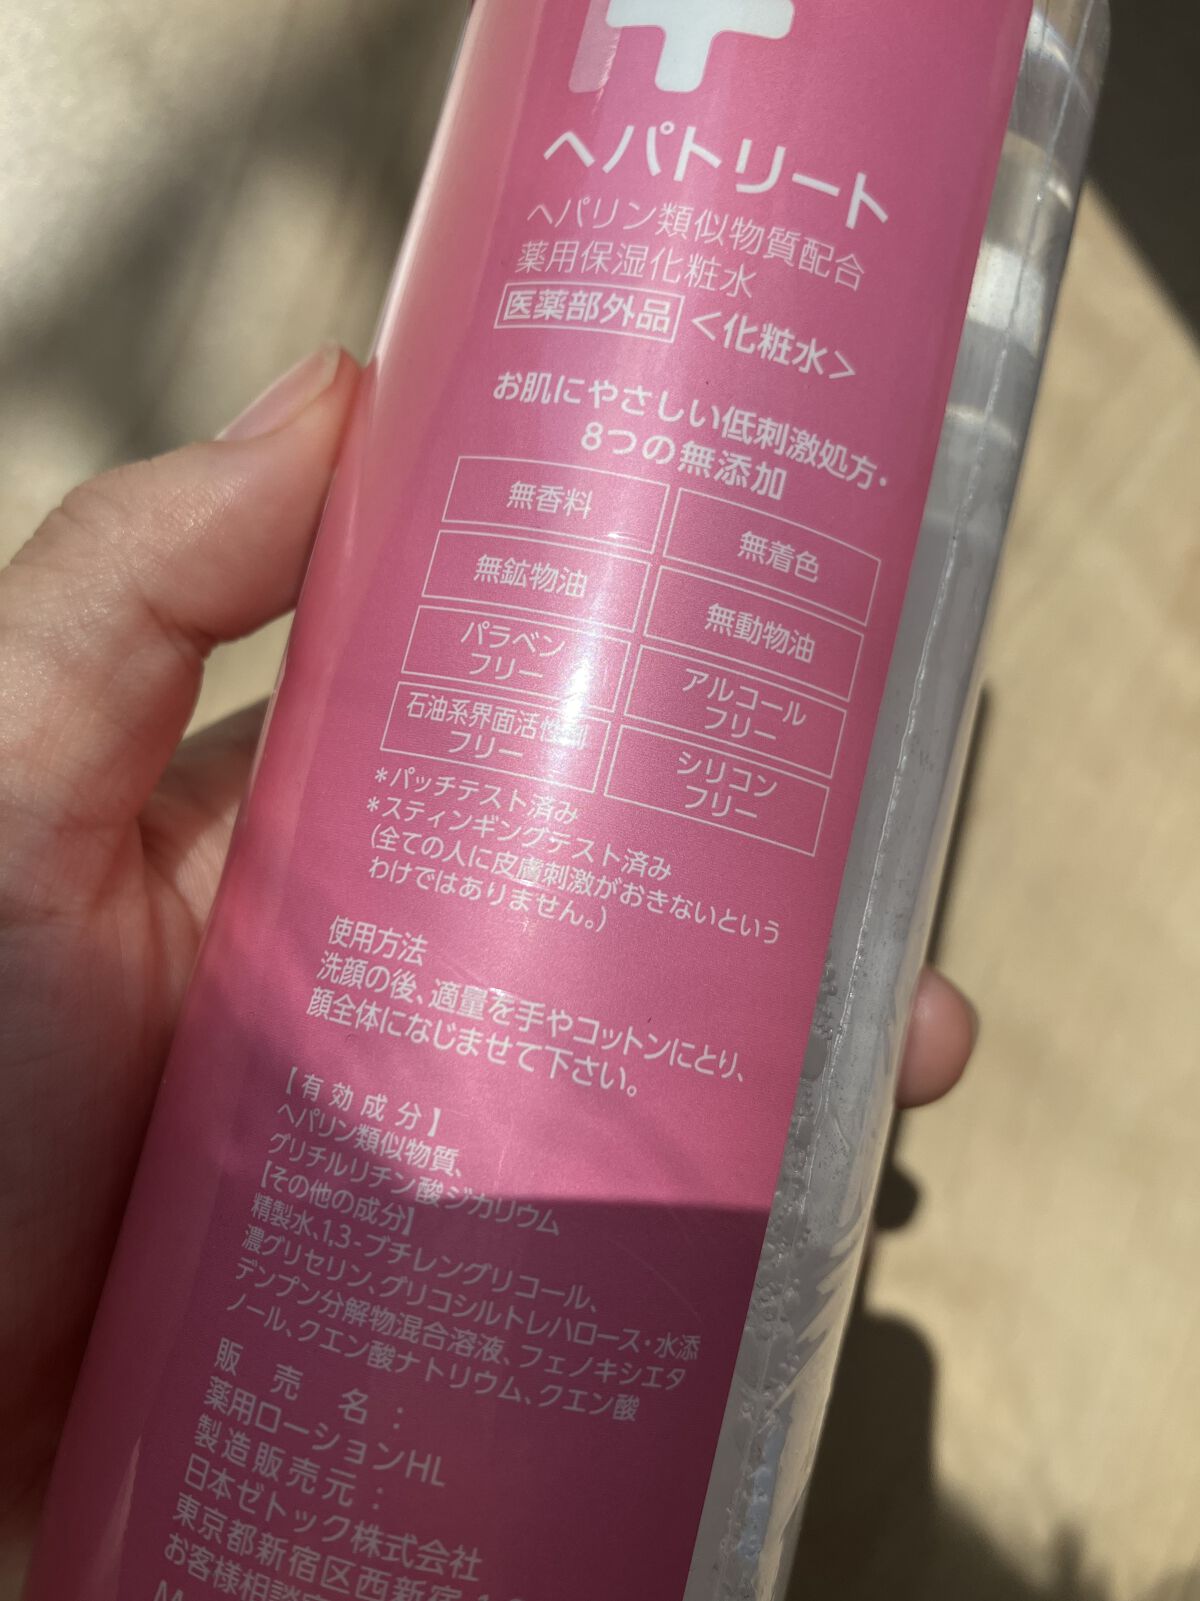 ヘパトリート
ヘパリン類似物質配合
薬用保湿化粧水
医薬部外品 <化粧水>
お肌にやさしい低刺激処方・
8つの無添加
無香料 無着色
無鉱物油 無動物油
パラベン
フリー
アルコール
フリー
石油系界面活性剤
フリー
シリコン
フリー
*パッチテスト済み
*スティンギングテスト済み
(全ての人に皮膚刺激がおきないという
わけではありません。)
使用方法
洗顔の後、適量を手やコットンにとり、
顔全体になじませて下さい。
【有効成分】
ヘパリン類似物質、
グリチルリチン酸ジカリウム
【その他の成分】
精製水、1,3-ブチレングリコール、
濃グリセリン、グリコシルトレハロース・水添
デンプン分解物混合溶液、フェノキシエタ
ノール、クエン酸ナトリウム、クエン酸
販売名:
薬用ローションHL
製造販売元:
日本ゼトック株式会社
東京都新宿区西新宿
お客様相談室